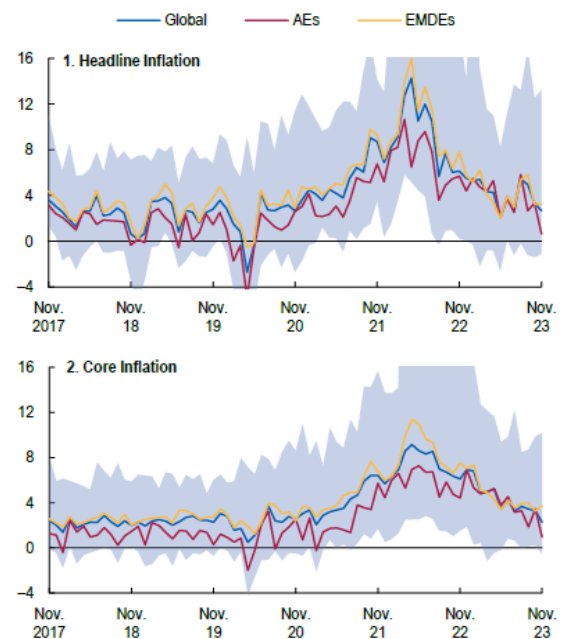 Global AEs EMDEs
1. Headline Inflation
16
12
8
4
0
–4
Nov. Nov. Nov. Nov. Nov. Nov. Nov.
2017 18 19 20 21 22 23
2. Core Inflation
16
12
8
4
0
–4
Nov. Nov. Nov. Nov. Nov. Nov. Nov.
2017 18 19 20 21 22 23